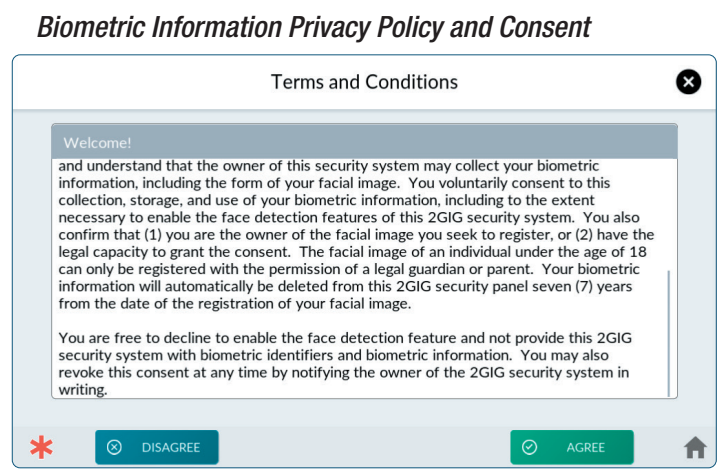 Biometric Information Privacy Policy and Consent
Terms and Conditions
Welcome!
and understand that the owner of this security system may collect your biometric
information, including the form of your facial image.  You voluntarily consent to this
collection, storage, and use of your biometric information, including to the extent
necessary to enable the face detection features of this 2GIG security system.  You also
confirm that (1) you are the owner of the facial image you seek to register, or (2) have the
legal capacity to grant the consent.  The facial image of an individual under the age of 18
can only be registered with the permission of a legal guardian or parent.  Your biometric
information will automatically be deleted from this 2GIG security panel seven (7) years
from the date of the registration of your facial image.
You are free to decline to enable the face detection feature and not provide this 2GIG
security system with biometric identifiers and biometric information.  You may also
revoke this consent at any time by notifying the owner of the 2GIG security system in
writing.
DISAGREE
AGREE